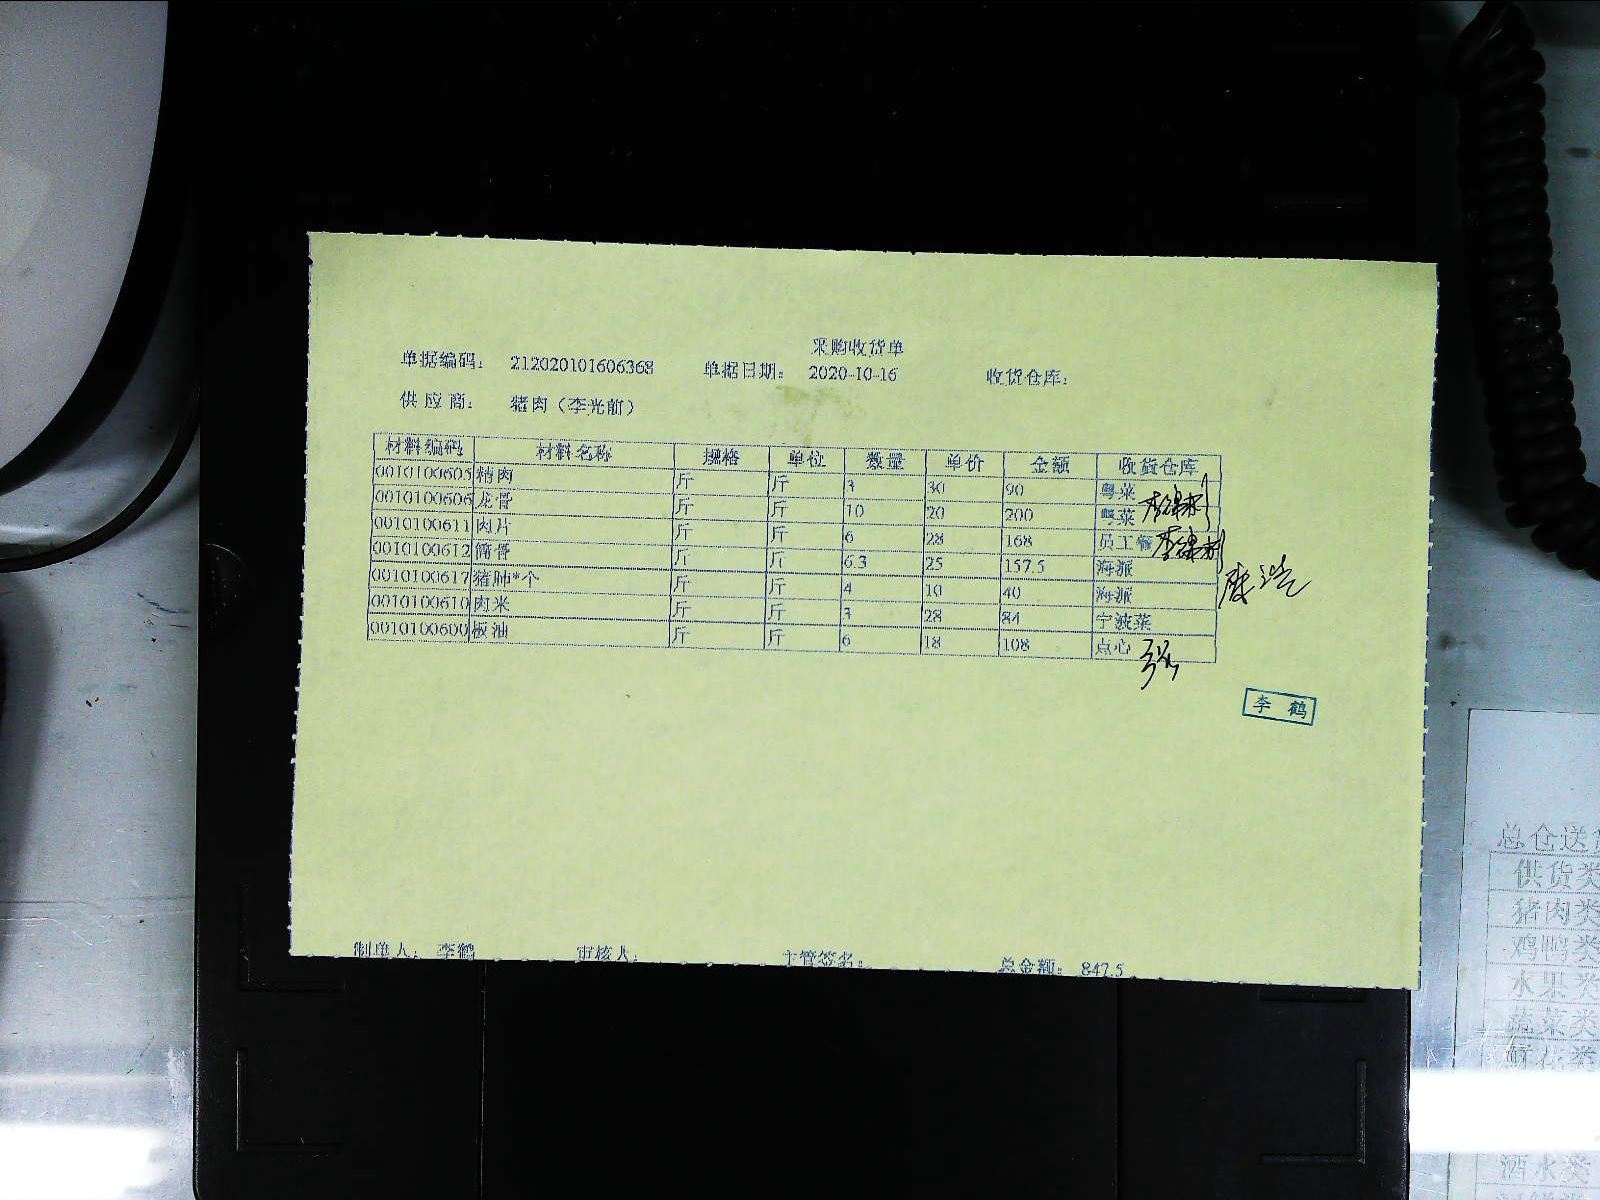 采购收货单
单据编码： 212020101606368 单据日期： 2020-10-16 收货仓库：
供应商： 猪肉（李光前）
材料编码 材料名称 规格 单位 数量 单价 金额 收货仓库
0010100605 精肉 斤 斤 3 30 90 粤菜
0010100606 龙骨 斤 斤 10 20 200 粤菜
0010100611 肉片 斤 斤 6 28 168 员工餐
0010100612 筒骨 斤 斤 6.3 25 157.5 海派
0010100617 猪肺*个 斤 斤 4 10 40 海派
0010100610 肉米 斤 斤 3 28 84 宁波菜
0010100600 板油 斤 斤 6 18 108 点心
李 鹤
制单人： 李鹤 审核人： 主管签名： 总金额： 847.5
总仓送货
供货类
猪肉类
鸡鸭类
水果类
蔬菜类
酒水类